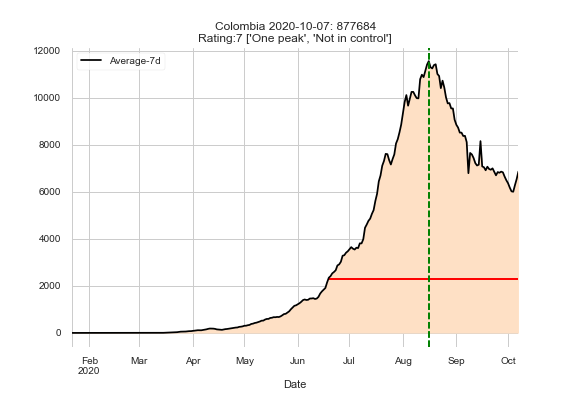 Colombia 2020-10-07: 877684
Rating:7 ['One peak', 'Not in control']
Average-7d
12000
10000
8000
6000
4000
2000
0
Feb Mar Apr May Jun Jul Aug Sep Oct
2020
Date